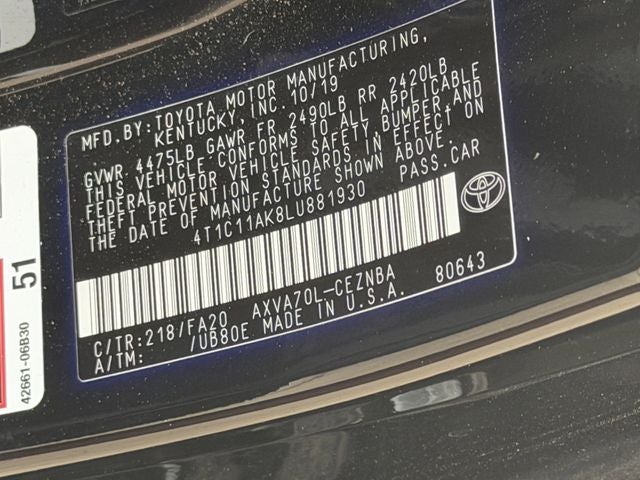 MFD. BY: TOYOTA MOTOR MANUFACTURING,
KENTUCKY, INC. 10/19
GVWR 4475LB GAWR FR 2490LB RR 2420LB
THIS VEHICLE CONFORMS TO ALL APPLICABLE
FEDERAL MOTOR VEHICLE SAFETY, BUMPER, AND
THEFT PREVENTION STANDARDS IN EFFECT ON
THE DATE OF MANUFACTURE SHOWN ABOVE.
4T1C11AK8LU881930 PASS. CAR
C/TR: 218/FA20 AXVA70L-CEZNBA 80643
A/TM: /UB80E MADE IN U.S.A.
51
42661-06B30